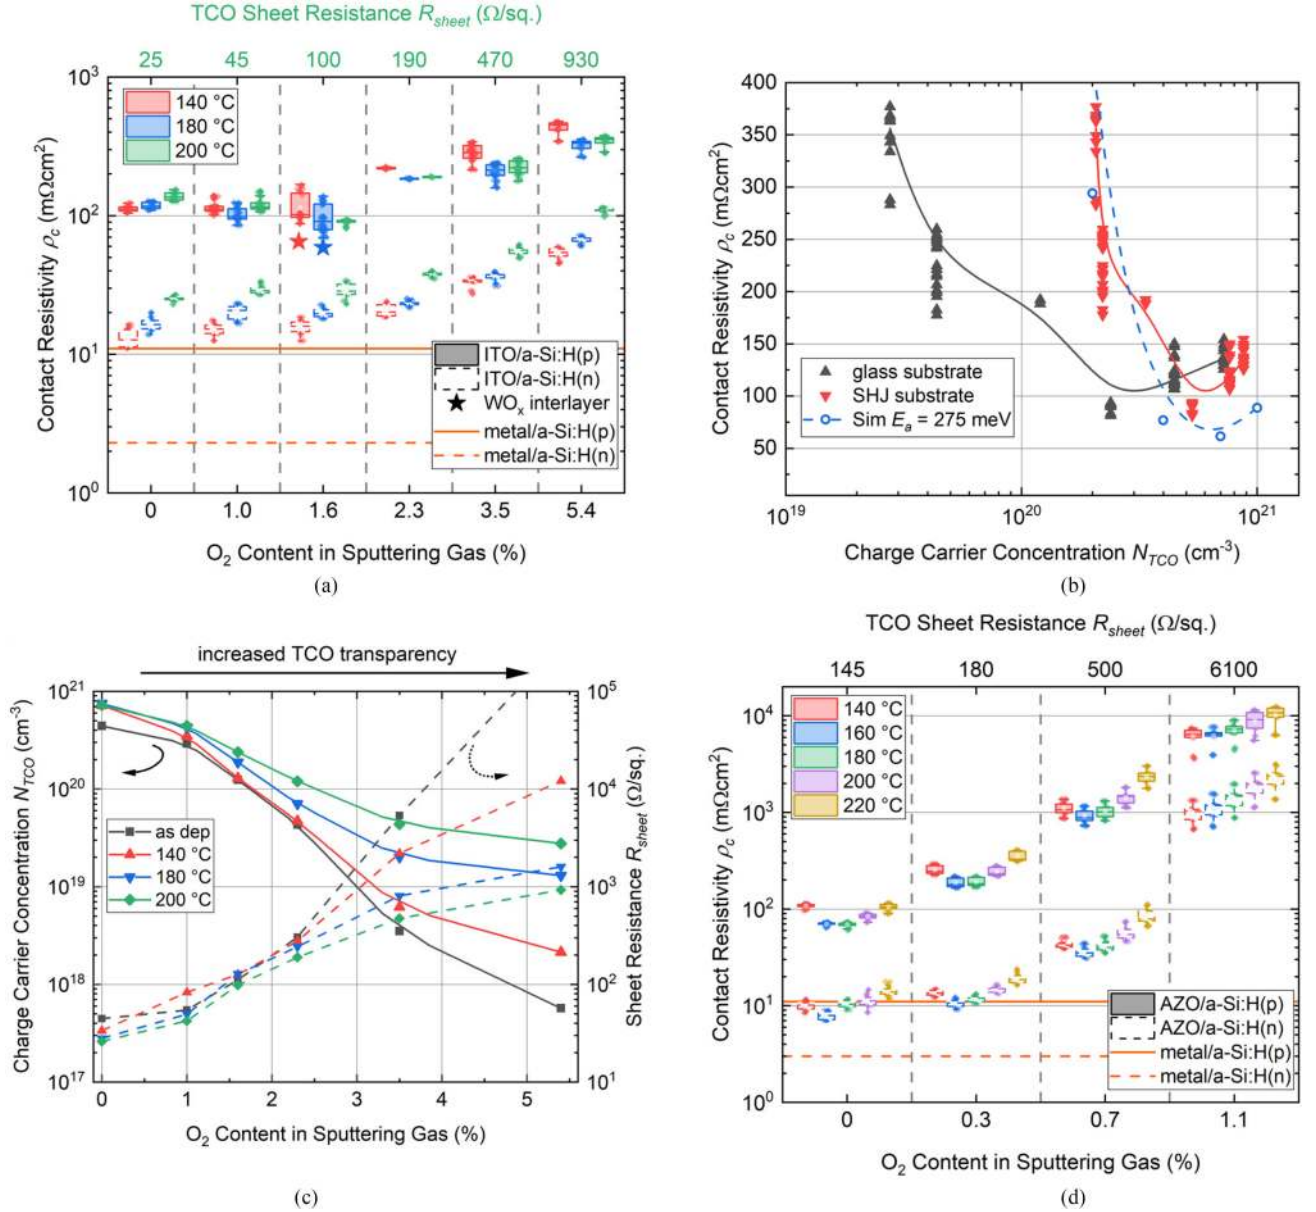 TCO Sheet Resistance R_sheet (Ω/sq.)
25 45 100 190 470 930
10³
10²
10¹
10⁰
Contact Resistivity ρ_c (mΩcm²)
140 °C
180 °C
200 °C
ITO/a-Si:H(p)
ITO/a-Si:H(n)
WOₓ interlayer
metal/a-Si:H(p)
metal/a-Si:H(n)
0 1.0 1.6 2.3 3.5 5.4
O₂ Content in Sputtering Gas (%)
(a)
400
350
300
250
200
150
100
50
Contact Resistivity ρ_c (mΩcm²)
glass substrate
SHJ substrate
Sim E_a = 275 meV
10¹⁹ 10²⁰ 10²¹
Charge Carrier Concentration N_TCO (cm⁻³)
(b)
increased TCO transparency
10²¹
10²⁰
10¹⁹
10¹⁸
10¹⁷
Charge Carrier Concentration N_TCO (cm⁻³)
as dep
140 °C
180 °C
200 °C
10⁵
10⁴
10³
10²
10¹
Sheet Resistance R_sheet (Ω/sq.)
0 1 2 3 4 5
O₂ Content in Sputtering Gas (%)
(c)
TCO Sheet Resistance R_sheet (Ω/sq.)
145 180 500 6100
10⁴
10³
10²
10¹
10⁰
Contact Resistivity ρ_c (mΩcm²)
140 °C
160 °C
180 °C
200 °C
220 °C
AZO/a-Si:H(p)
AZO/a-Si:H(n)
metal/a-Si:H(p)
metal/a-Si:H(n)
0 0.3 0.7 1.1
O₂ Content in Sputtering Gas (%)
(d)